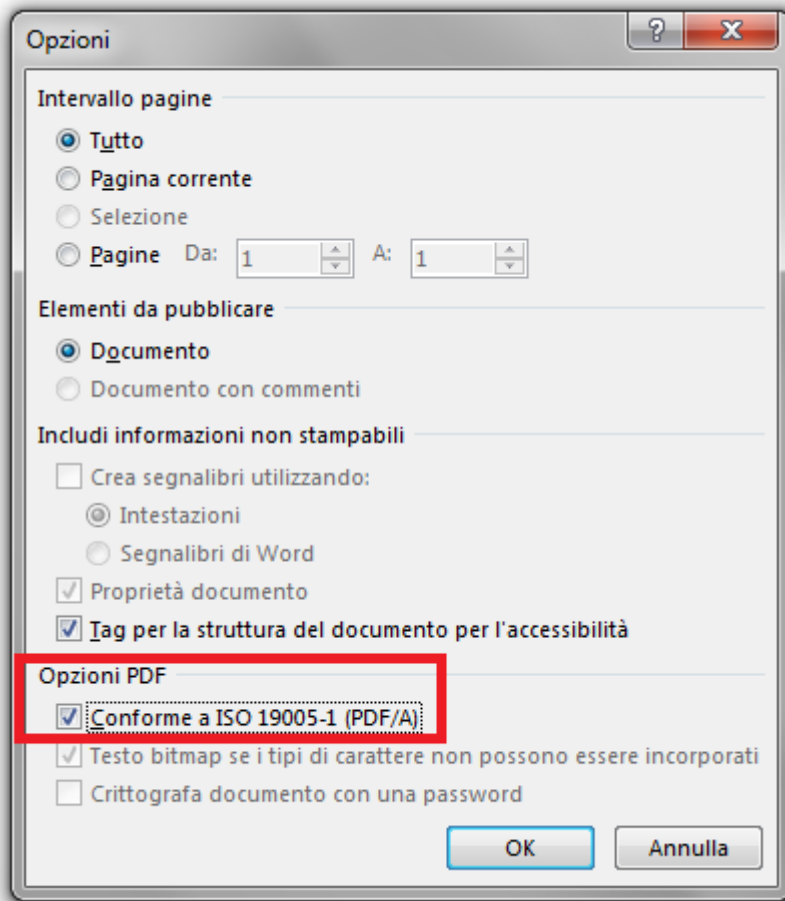 Opzioni
Intervallo pagine
Tutto
Pagina corrente
Selezione
Pagine Da: 1 A: 1
Elementi da pubblicare
Documento
Documento con commenti
Includi informazioni non stampabili
Crea segnalibri utilizzando:
Intestazioni
Segnalibri di Word
Proprietà documento
Tag per la struttura del documento per l'accessibilità
Opzioni PDF
Conforme a ISO 19005-1 (PDF/A)
Testo bitmap se i tipi di carattere non possono essere incorporati
Crittografa documento con una password
OK Annulla